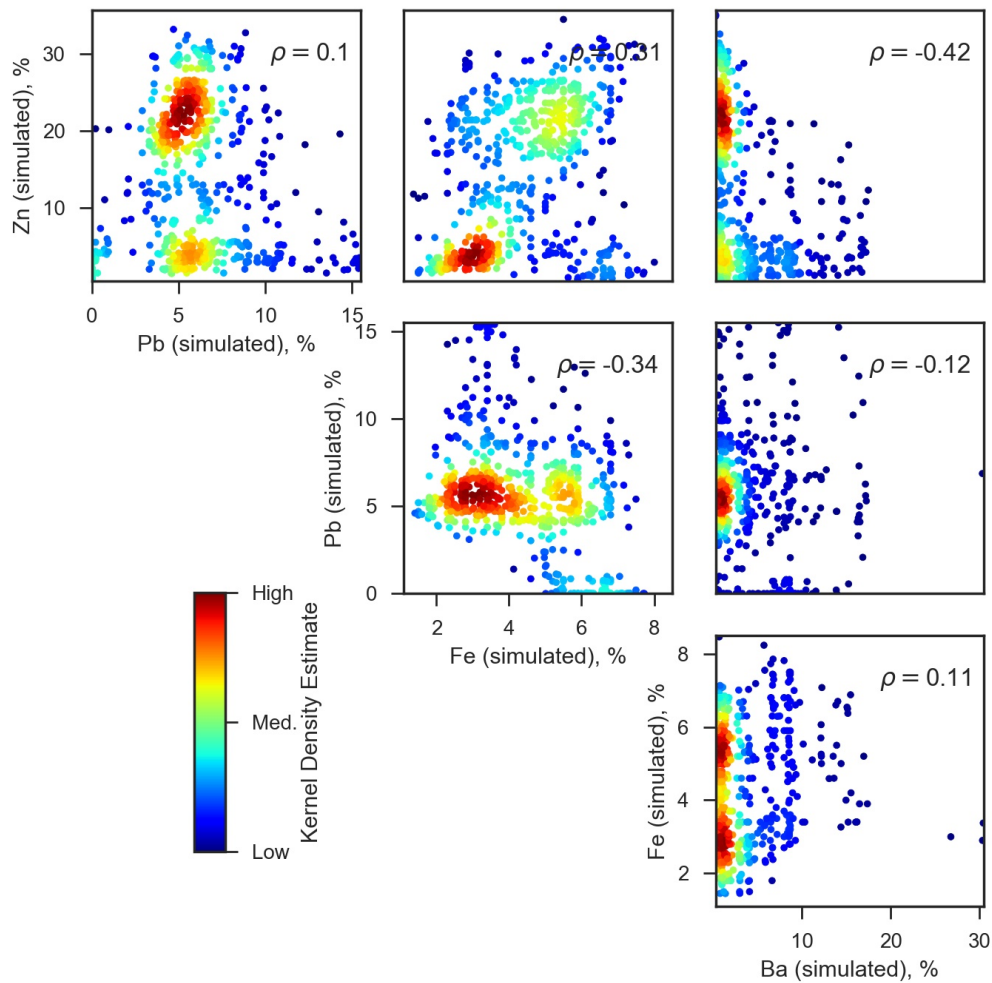 ρ = 0.1
ρ = 0.31
ρ = -0.42
30
20
10
Zn (simulated), %
0
5
10
15
Pb (simulated), %
ρ = -0.34
ρ = -0.12
15
10
5
0
Pb (simulated), %
2
4
6
8
Fe (simulated), %
High
Med.
Low
Kernel Density Estimate
ρ = 0.11
8
6
4
2
Fe (simulated), %
10
20
30
Ba (simulated), %